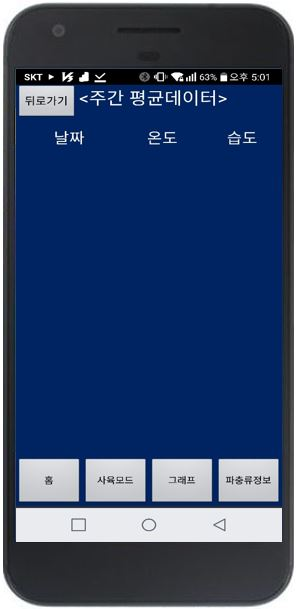 SKT 63% 오후 5:01
뒤로가기 <주간 평균데이터>
날짜 온도 습도
홈 사육모드 그래프 파충류정보